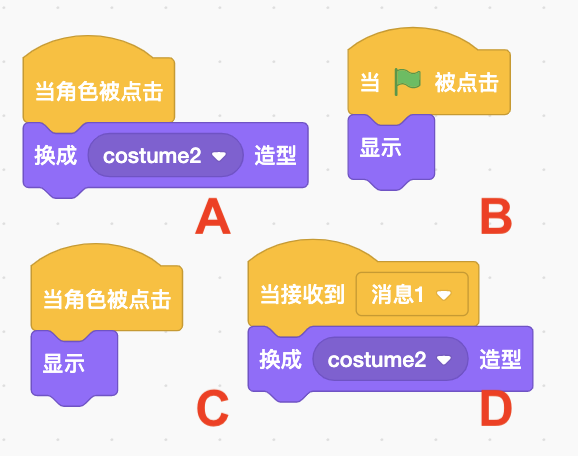 当角色被点击
换成 costume2 造型
A
当 被点击
显示
B
当角色被点击
显示
C
当接收到 消息1
换成 costume2 造型
D